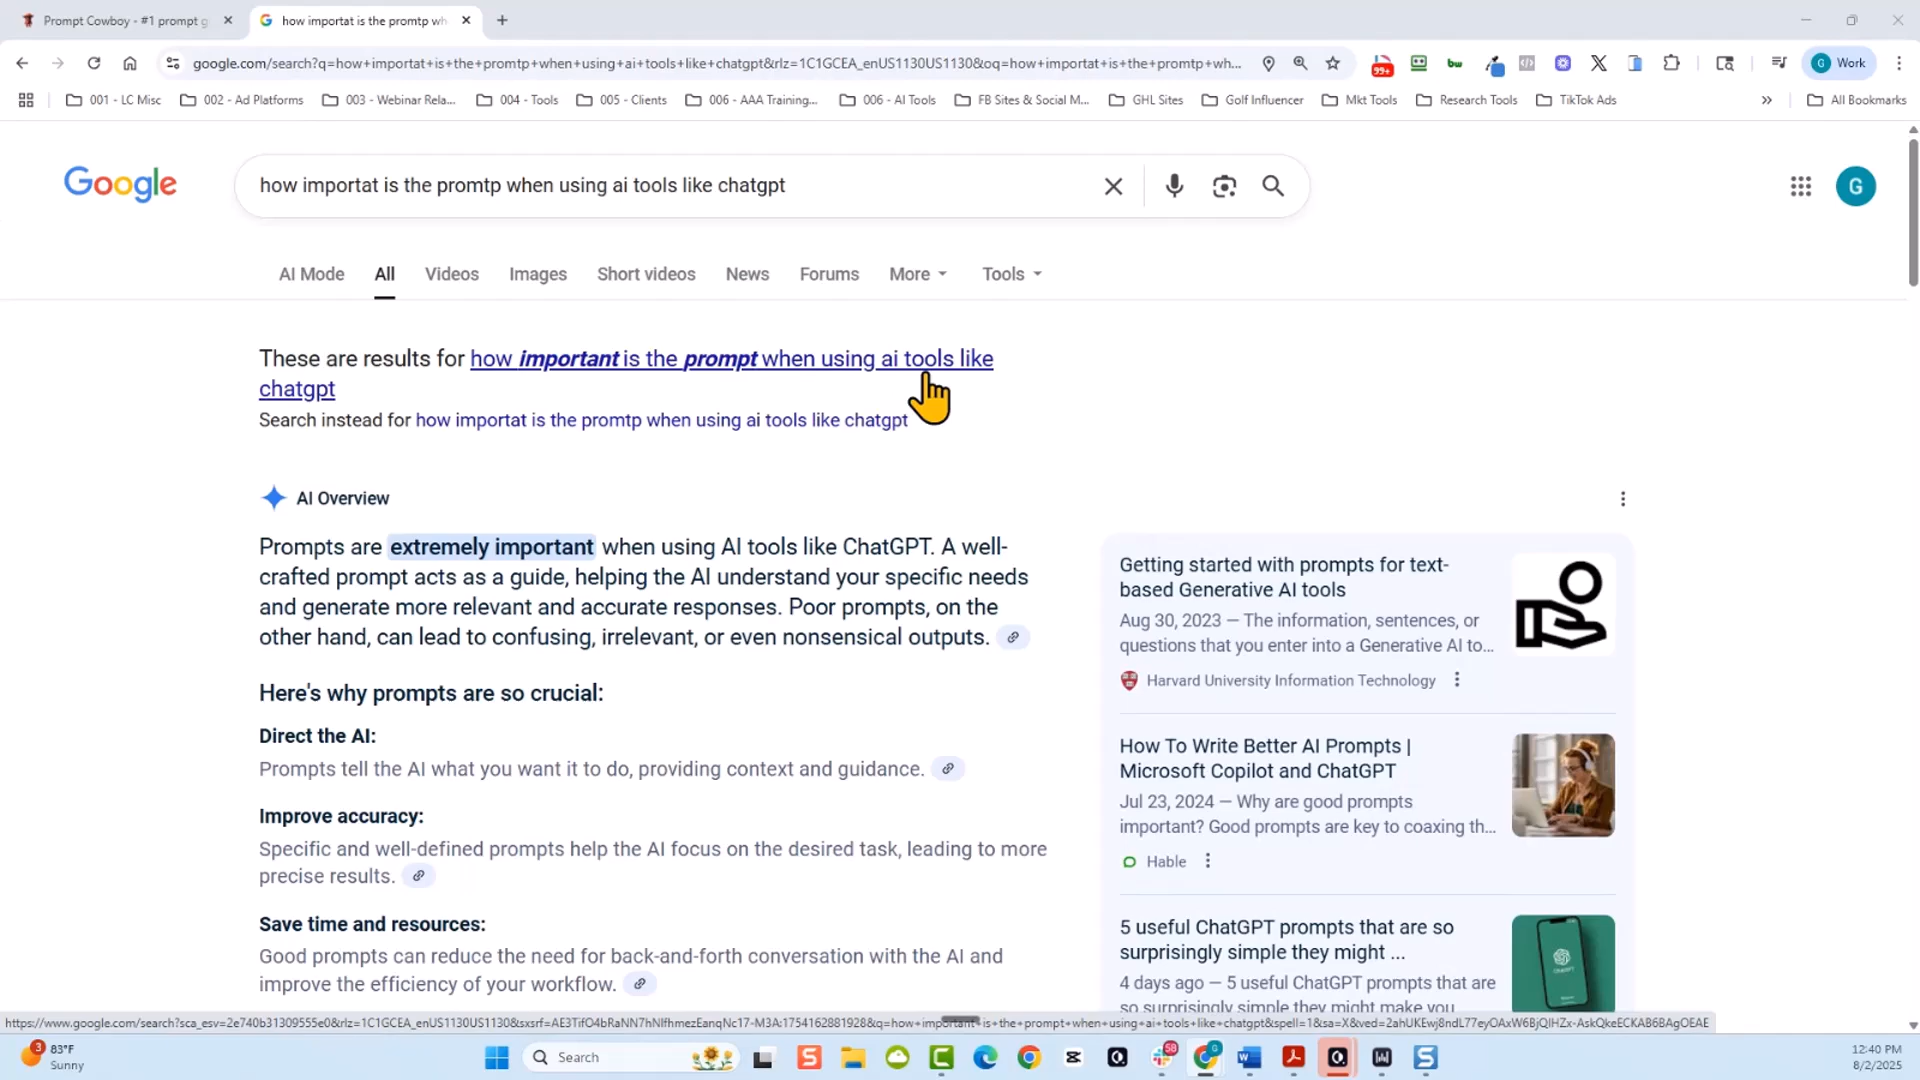 Prompt Cowboy - #1 prompt g
how importat is the promtp wh
google.com/search?q=how+importat+is+the+promtp+when+using+ai+tools+like+chatgpt&rlz=1C1GCEA_enUS1130US1130&oq=how+importat+is+the+promtp+wh...
99+
bw
G Work
001 - LC Misc
002 - Ad Platforms
003 - Webinar Rela...
004 - Tools
005 - Clients
006 - AAA Training...
006 - AI Tools
FB Sites & Social M...
GHL Sites
Golf Influencer
Mkt Tools
Research Tools
TikTok Ads
All Bookmarks
Google
how importat is the promtp when using ai tools like chatgpt
G
AI Mode
All
Videos
Images
Short videos
News
Forums
More
Tools
These are results for how important is the prompt when using ai tools like
chatgpt
Search instead for how importat is the promtp when using ai tools like chatgpt
AI Overview
Prompts are extremely important when using AI tools like ChatGPT. A well-
crafted prompt acts as a guide, helping the AI understand your specific needs
and generate more relevant and accurate responses. Poor prompts, on the
other hand, can lead to confusing, irrelevant, or even nonsensical outputs.
Here's why prompts are so crucial:
Direct the AI:
Prompts tell the AI what you want it to do, providing context and guidance.
Improve accuracy:
Specific and well-defined prompts help the AI focus on the desired task, leading to more
precise results.
Save time and resources:
Good prompts can reduce the need for back-and-forth conversation with the AI and
improve the efficiency of your workflow.
Getting started with prompts for text-
based Generative AI tools
Aug 30, 2023 — The information, sentences, or
questions that you enter into a Generative AI to...
Harvard University Information Technology
How To Write Better AI Prompts |
Microsoft Copilot and ChatGPT
Jul 23, 2024 — Why are good prompts
important? Good prompts are key to coaxing th...
Hable
5 useful ChatGPT prompts that are so
surprisingly simple they might ...
4 days ago — 5 useful ChatGPT prompts that are
so surprisingly simple they might make you
3
83°F
Sunny
Search
58
12:40 PM
8/2/2025